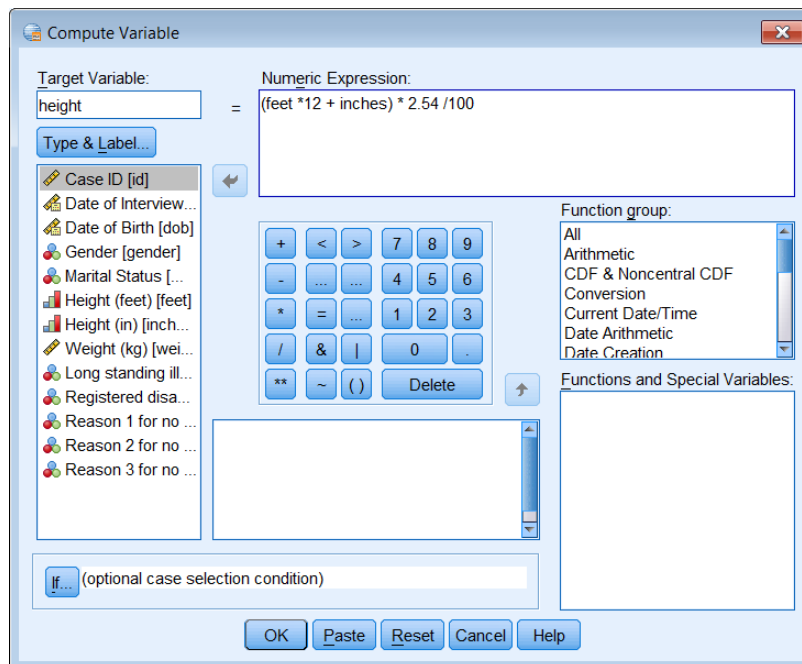 Compute Variable
Target Variable:
height
=
Numeric Expression:
(feet *12 + inches) * 2.54 /100
Type & Label...
Case ID [id]
Date of Interview...
Date of Birth [dob]
Gender [gender]
Marital Status [...
Height (feet) [feet]
Height (in) [inch...
Weight (kg) [wei...
Long standing ill...
Registered disa...
Reason 1 for no ...
Reason 2 for no ...
Reason 3 for no ...
+ < > 7 8 9
- ... ... 4 5 6
* = ... 1 2 3
/ & | 0 .
** ~ ( ) Delete
Function group:
All
Arithmetic
CDF & Noncentral CDF
Conversion
Current Date/Time
Date Arithmetic
Date Creation
Functions and Special Variables:
If... (optional case selection condition)
OK Paste Reset Cancel Help